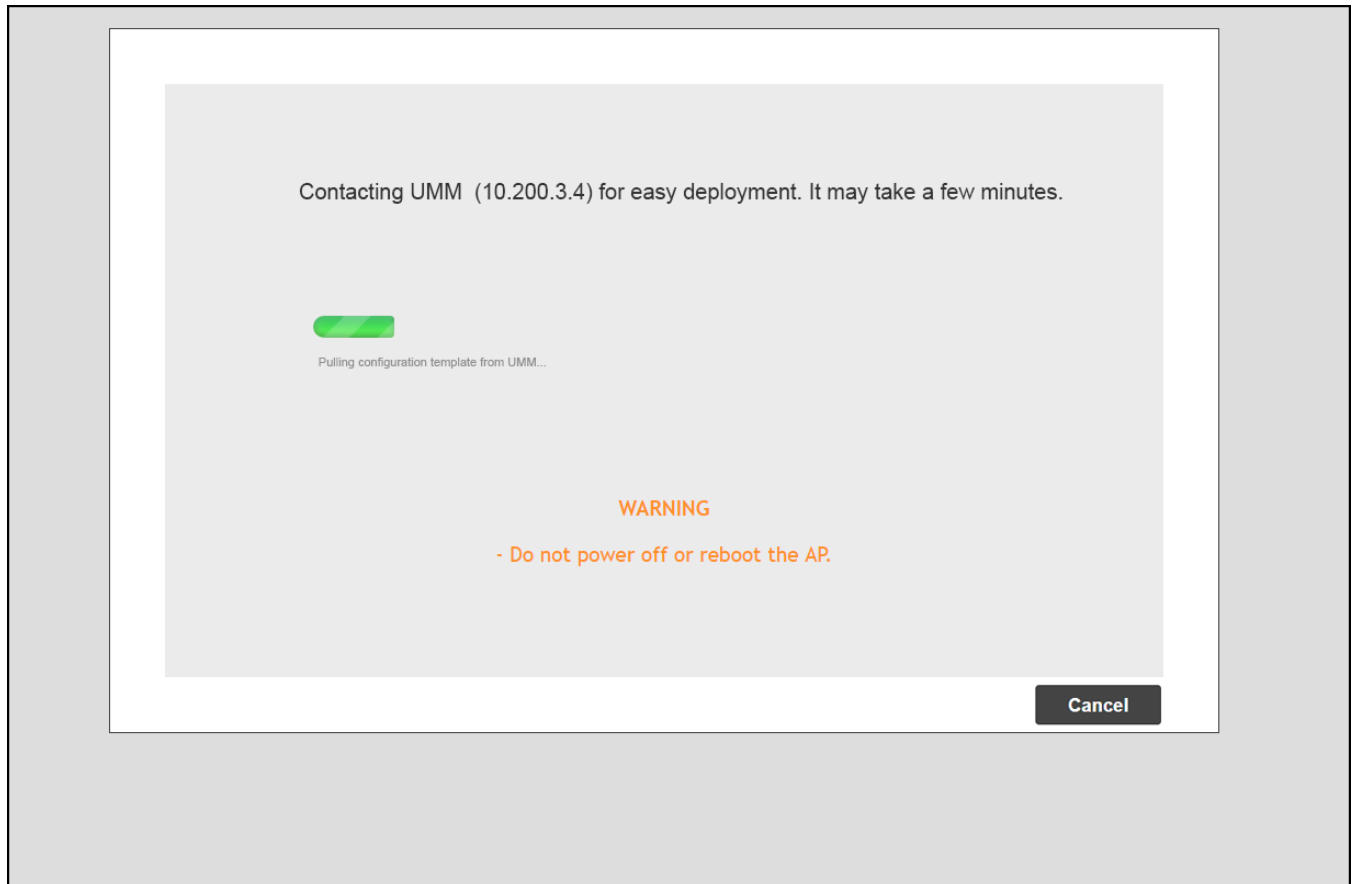 Contacting UMM (10.200.3.4) for easy deployment. It may take a few minutes.
Pulling configuration template from UMM...
WARNING
- Do not power off or reboot the AP.
Cancel